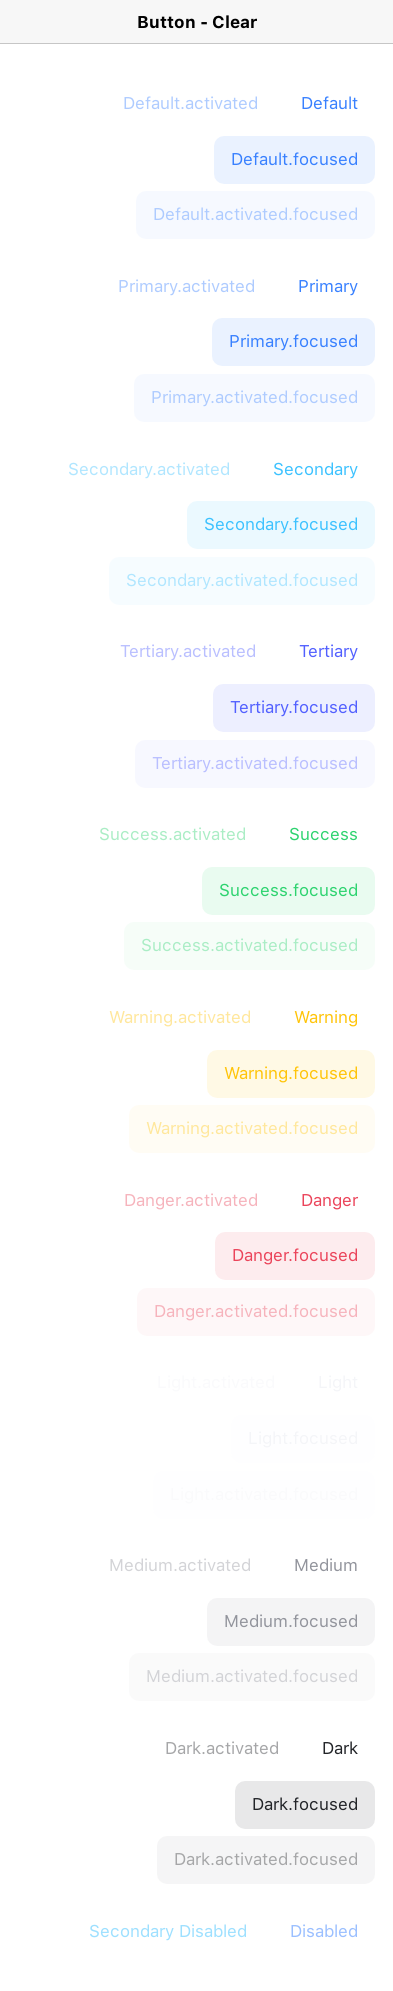 Button - Clear
Default.activated Default
Default.focused
Default.activated.focused
Primary.activated Primary
Primary.focused
Primary.activated.focused
Secondary.activated Secondary
Secondary.focused
Secondary.activated.focused
Tertiary.activated Tertiary
Tertiary.focused
Tertiary.activated.focused
Success.activated Success
Success.focused
Success.activated.focused
Warning.activated Warning
Warning.focused
Warning.activated.focused
Danger.activated Danger
Danger.focused
Danger.activated.focused
Light.activated Light
Light.focused
Light.activated.focused
Medium.activated Medium
Medium.focused
Medium.activated.focused
Dark.activated Dark
Dark.focused
Dark.activated.focused
Secondary Disabled Disabled